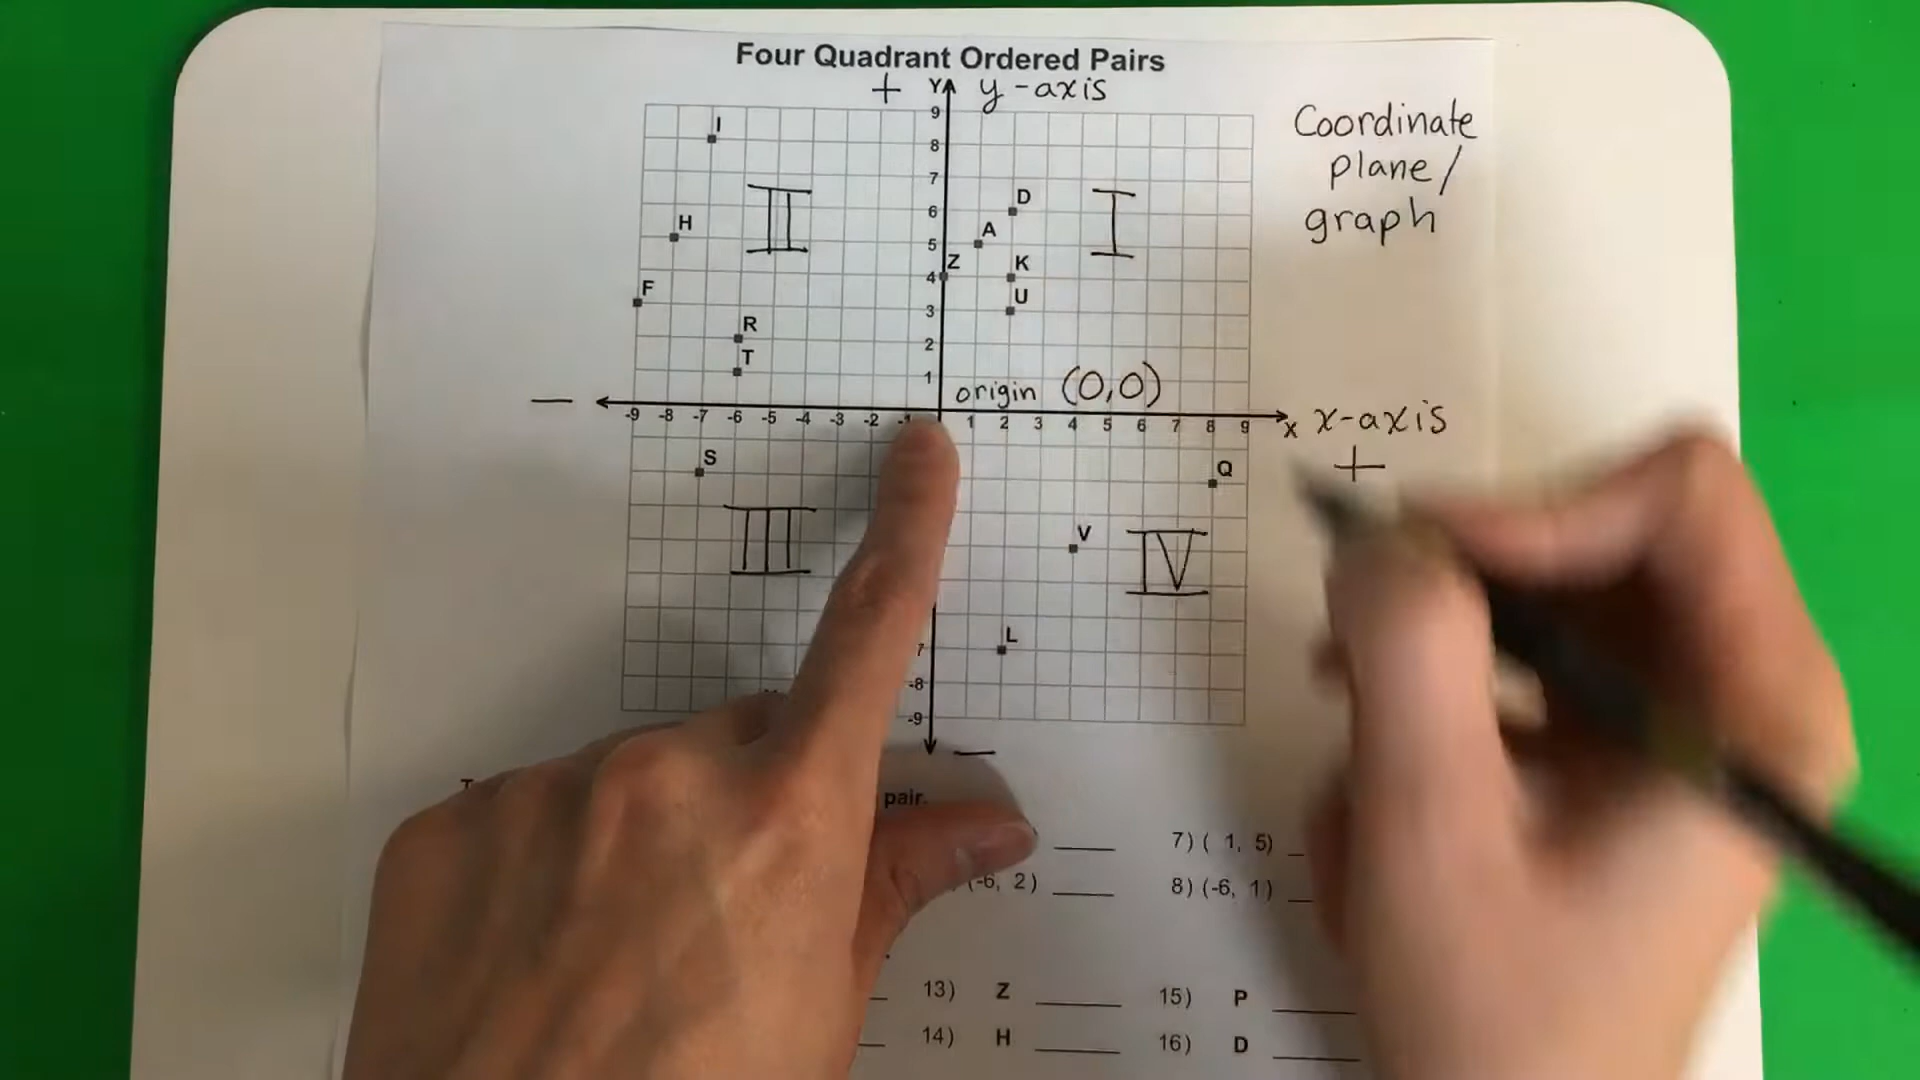 Four Quadrant Ordered Pairs
+ Y y-axis
9
I
8
7
II
D
I
6
H
A
5
Z
K
4
F
U
3
R
2
T
1
origin (0,0)
Coordinate
plane/
graph
— -9 -8 -7 -6 -5 -4 -3 -2 -1 1 2 3 4 5 6 7 8 9 x x-axis
+
S
Q
III
V
IV
L
7
-8
-9
—
pair.
7) ( 1, 5)
(-6, 2)
8) (-6, 1)
13) Z
15) P
14) H
16) D